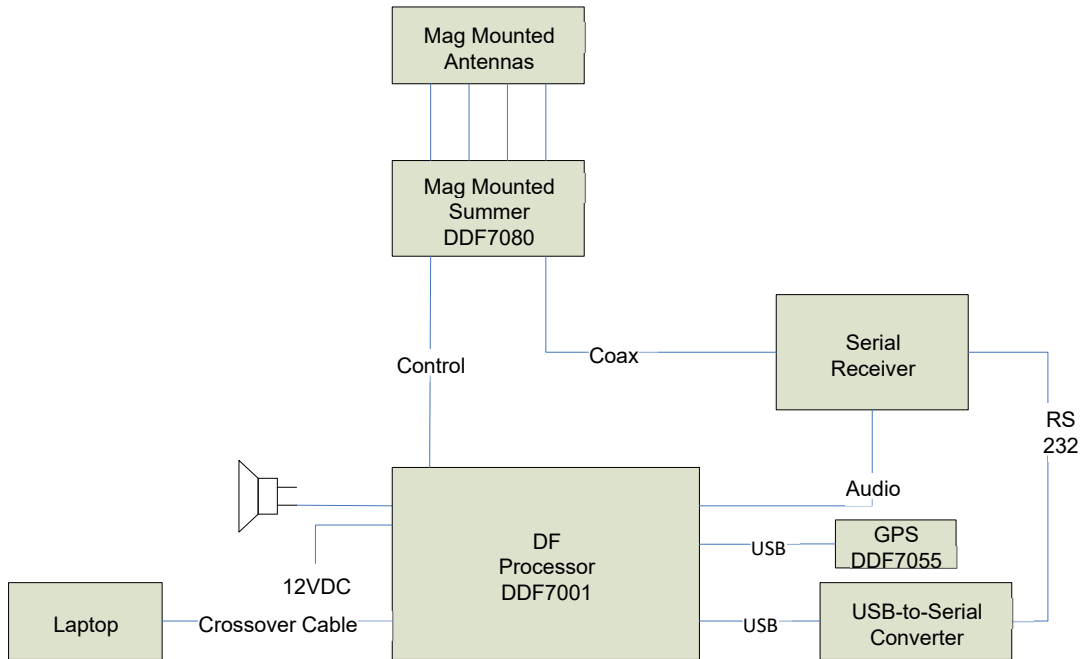 Mag Mounted
Antennas
Mag Mounted
Summer
DDF7080
Serial
Receiver
Control
Coax
RS
232
Audio
DF
Processor
DDF7001
USB
GPS
DDF7055
12VDC
Laptop
Crossover Cable
USB
USB-to-Serial
Converter